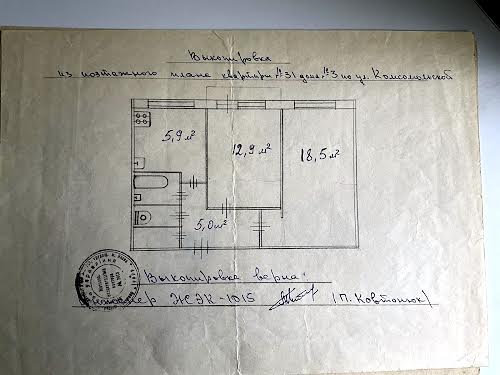 Выкопировка
из поэтажного плана квартиры №31 дома №3 по ул. Комсомольской
5,9 м²
12,9 м²
18,5 м²
5,0 м²
Выкопировка верна:
ЖЭК-1015 (П. Ковтонюк)